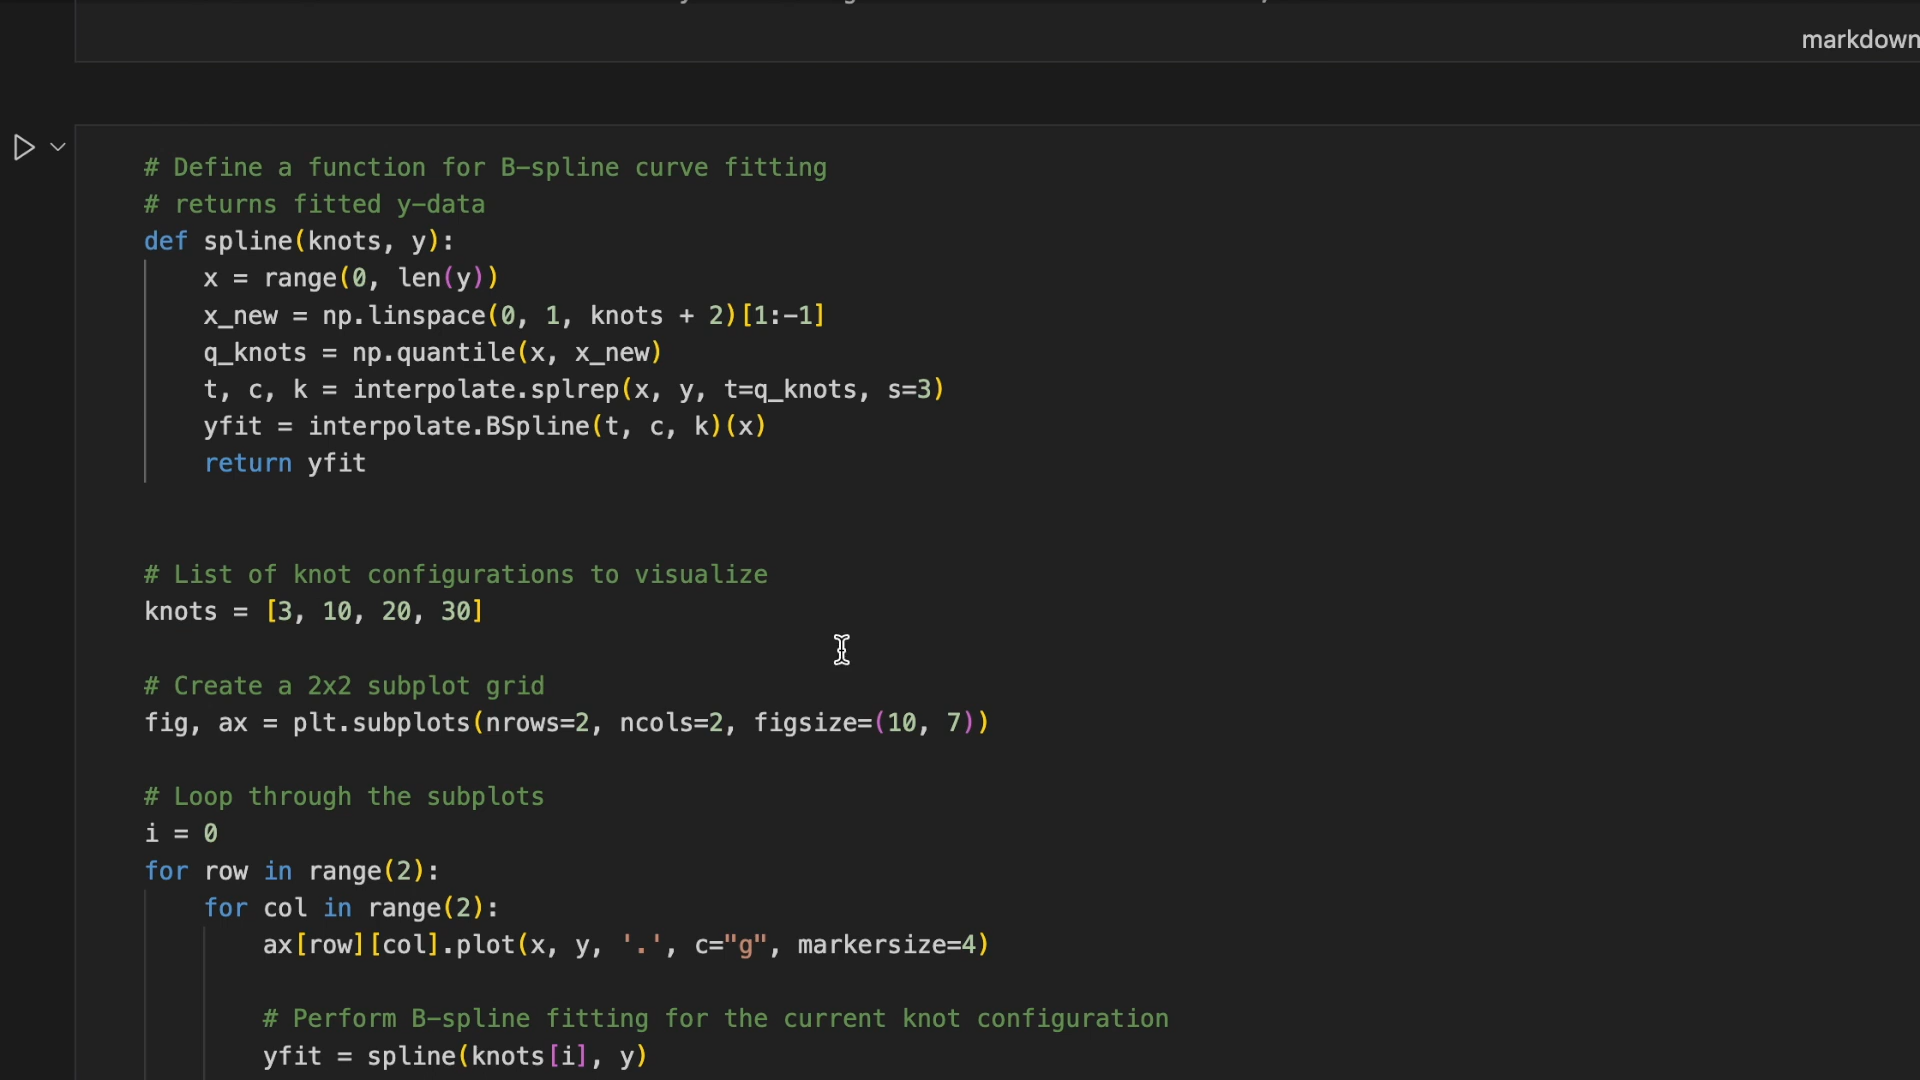 markdown
# Define a function for B-spline curve fitting
# returns fitted y-data
def spline(knots, y):
    x = range(0, len(y))
    x_new = np.linspace(0, 1, knots + 2)[1:-1]
    q_knots = np.quantile(x, x_new)
    t, c, k = interpolate.splrep(x, y, t=q_knots, s=3)
    yfit = interpolate.BSpline(t, c, k)(x)
    return yfit
# List of knot configurations to visualize
knots = [3, 10, 20, 30]
# Create a 2x2 subplot grid
fig, ax = plt.subplots(nrows=2, ncols=2, figsize=(10, 7))
# Loop through the subplots
i = 0
for row in range(2):
    for col in range(2):
        ax[row][col].plot(x, y, '.', c="g", markersize=4)
        # Perform B-spline fitting for the current knot configuration
        yfit = spline(knots[i], y)